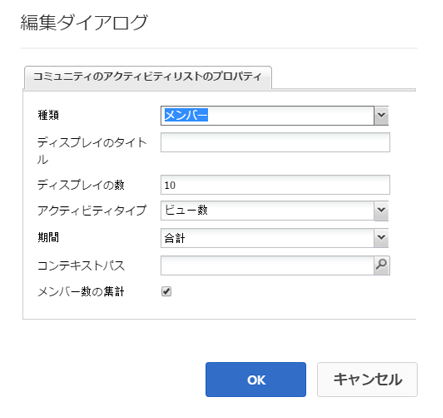 編集ダイアログ
コミュニティのアクティビティリストのプロパティ
種類
メンバー
ディスプレイのタイト
ル
ディスプレイの数
10
アクティビティタイプ
ビュー数
期間
合計
コンテキストパス
メンバー数の集計
OK
キャンセル